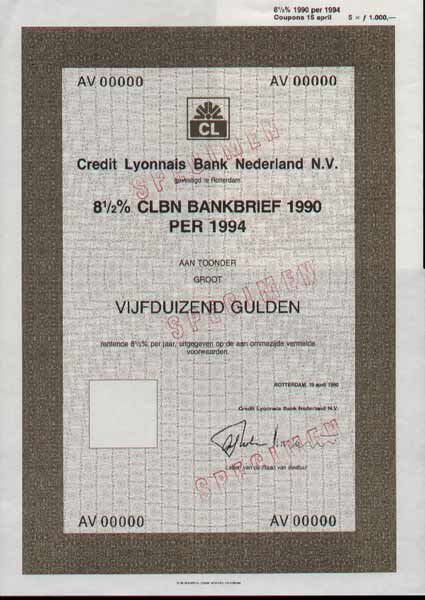 8½% 1990 per 1994
Coupons 15 april 5 × ƒ 1.000,—
AV 00000 AV 00000
CL
SPECIMEN
Credit Lyonnais Bank Nederland N.V.
gevestigd te Rotterdam
8½% CLBN BANKBRIEF 1990
PER 1994
AAN TOONDER
GROOT
SPECIMEN
VIJFDUIZEND GULDEN
rentende 8½% per jaar, uitgegeven op de aan ommezijde vermelde
voorwaarden.
ROTTERDAM, april 1990
Credit Lyonnais Bank Nederland N.V.
SPECIMEN
Leden van de Raad van Bestuur
AV 00000 AV 00000